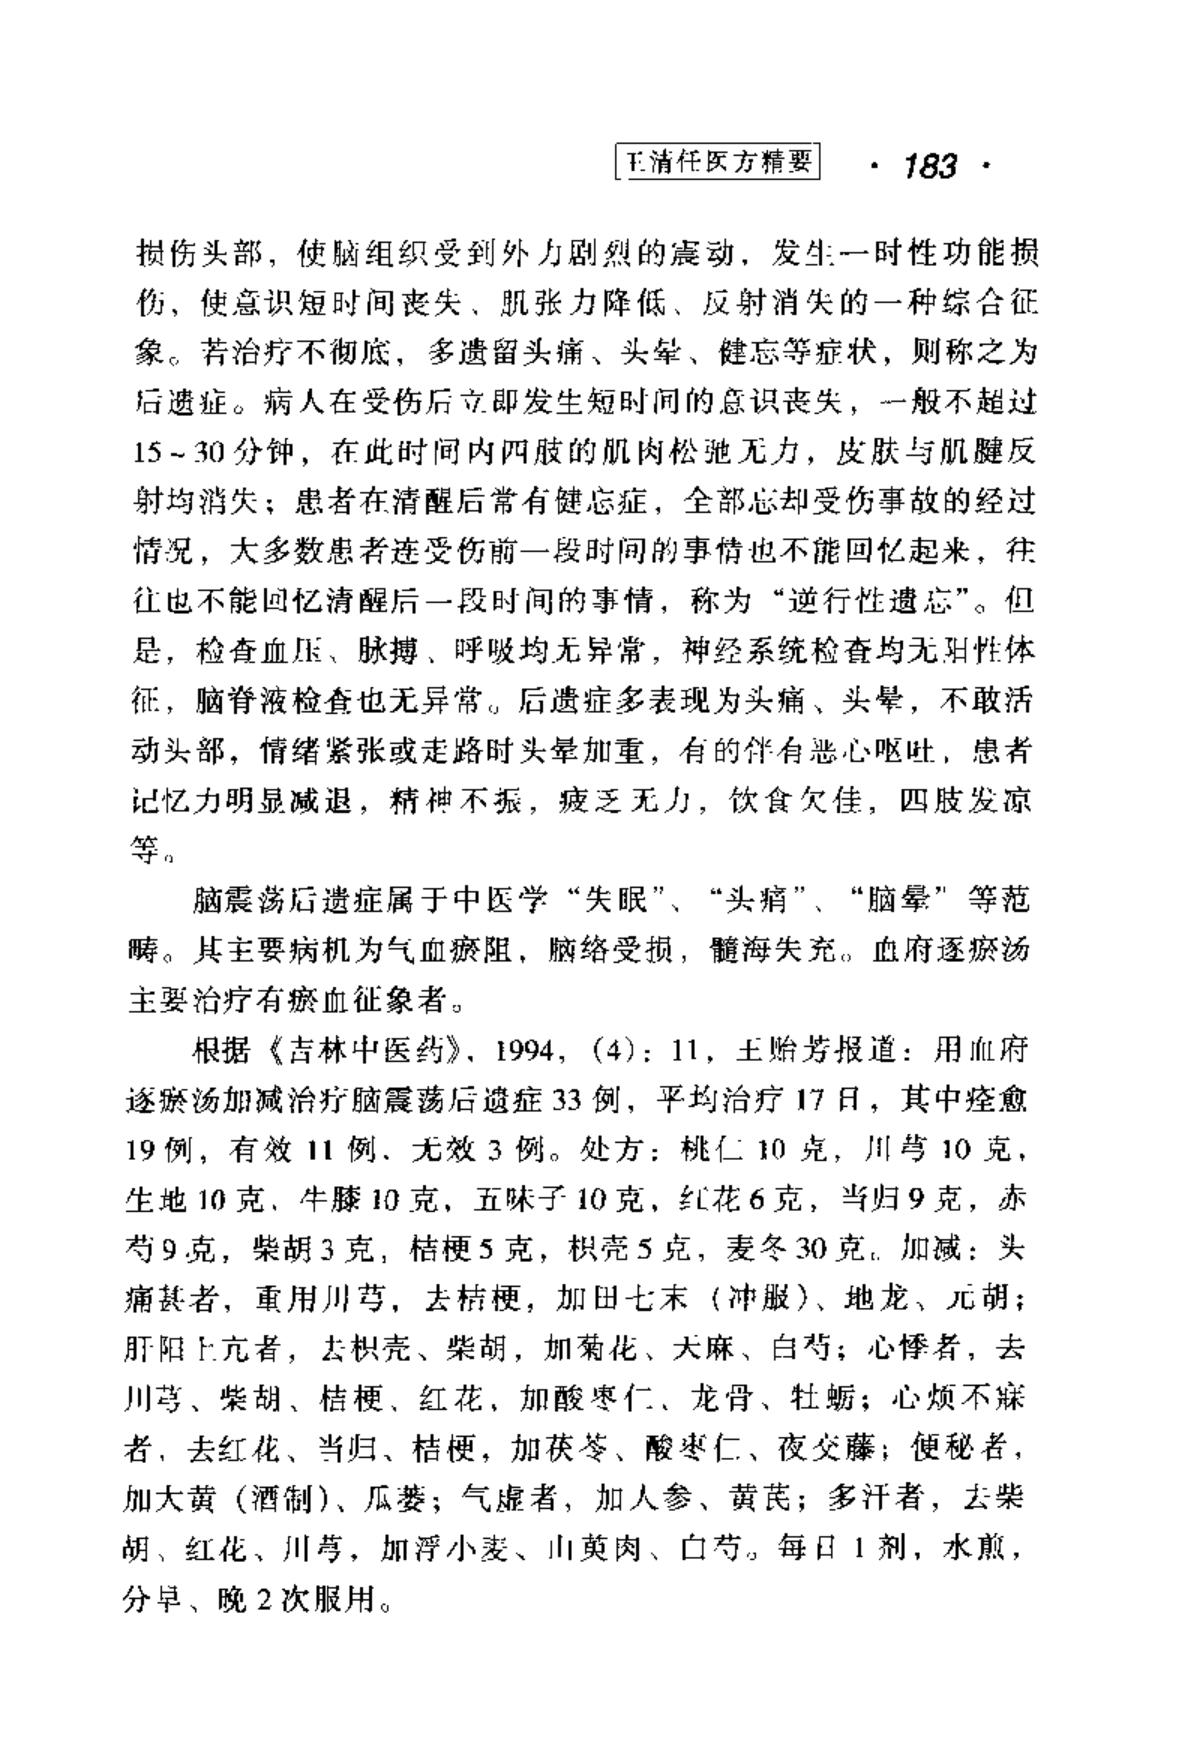 王清任医方精要 · 183 ·
损伤头部，使脑组织受到外力剧烈的震动，发生一时性功能损
伤，使意识短时间丧失、肌张力降低、反射消失的一种综合征
象。若治疗不彻底，多遗留头痛、头晕、健忘等症状，则称之为
后遗症。病人在受伤后立即发生短时间的意识丧失，一般不超过
15～30分钟，在此时间内四肢的肌肉松弛无力，皮肤与肌腱反
射均消失；患者在清醒后常有健忘症，全部忘却受伤事故的经过
情况，大多数患者连受伤前一段时间的事情也不能回忆起来，往
往也不能回忆清醒后一段时间的事情，称为“逆行性遗忘”。但
是，检查血压、脉搏、呼吸均无异常，神经系统检查均无阳性体
征，脑脊液检查也无异常。后遗症多表现为头痛、头晕，不敢活
动头部，情绪紧张或走路时头晕加重，有的伴有恶心呕吐，患者
记忆力明显减退，精神不振，疲乏无力，饮食欠佳，四肢发凉
等。
脑震荡后遗症属于中医学“失眠”、“头痛”、“脑晕”等范
畴。其主要病机为气血瘀阻，脑络受损，髓海失充。血府逐瘀汤
主要治疗有瘀血征象者。
根据《吉林中医药》，1994，（4）：11，王贻芳报道：用血府
逐瘀汤加减治疗脑震荡后遗症33例，平均治疗17日，其中痊愈
19例，有效11例，无效3例。处方：桃仁10克，川芎10克，
生地10克，牛膝10克，五味子10克，红花6克，当归9克，赤
芍9克，柴胡3克，桔梗5克，枳壳5克，麦冬30克。加减：头
痛甚者，重用川芎，去桔梗，加田七末（冲服）、地龙、元胡；
肝阳上亢者，去枳壳、柴胡，加菊花、天麻、白芍；心悸者，去
川芎、柴胡、桔梗、红花，加酸枣仁、龙骨、牡蛎；心烦不寐
者，去红花、当归、桔梗，加茯苓、酸枣仁、夜交藤；便秘者，
加大黄（酒制）、瓜蒌；气虚者，加人参、黄芪；多汗者，去柴
胡、红花、川芎，加浮小麦、山萸肉、白芍。每日1剂，水煎，
分早、晚2次服用。